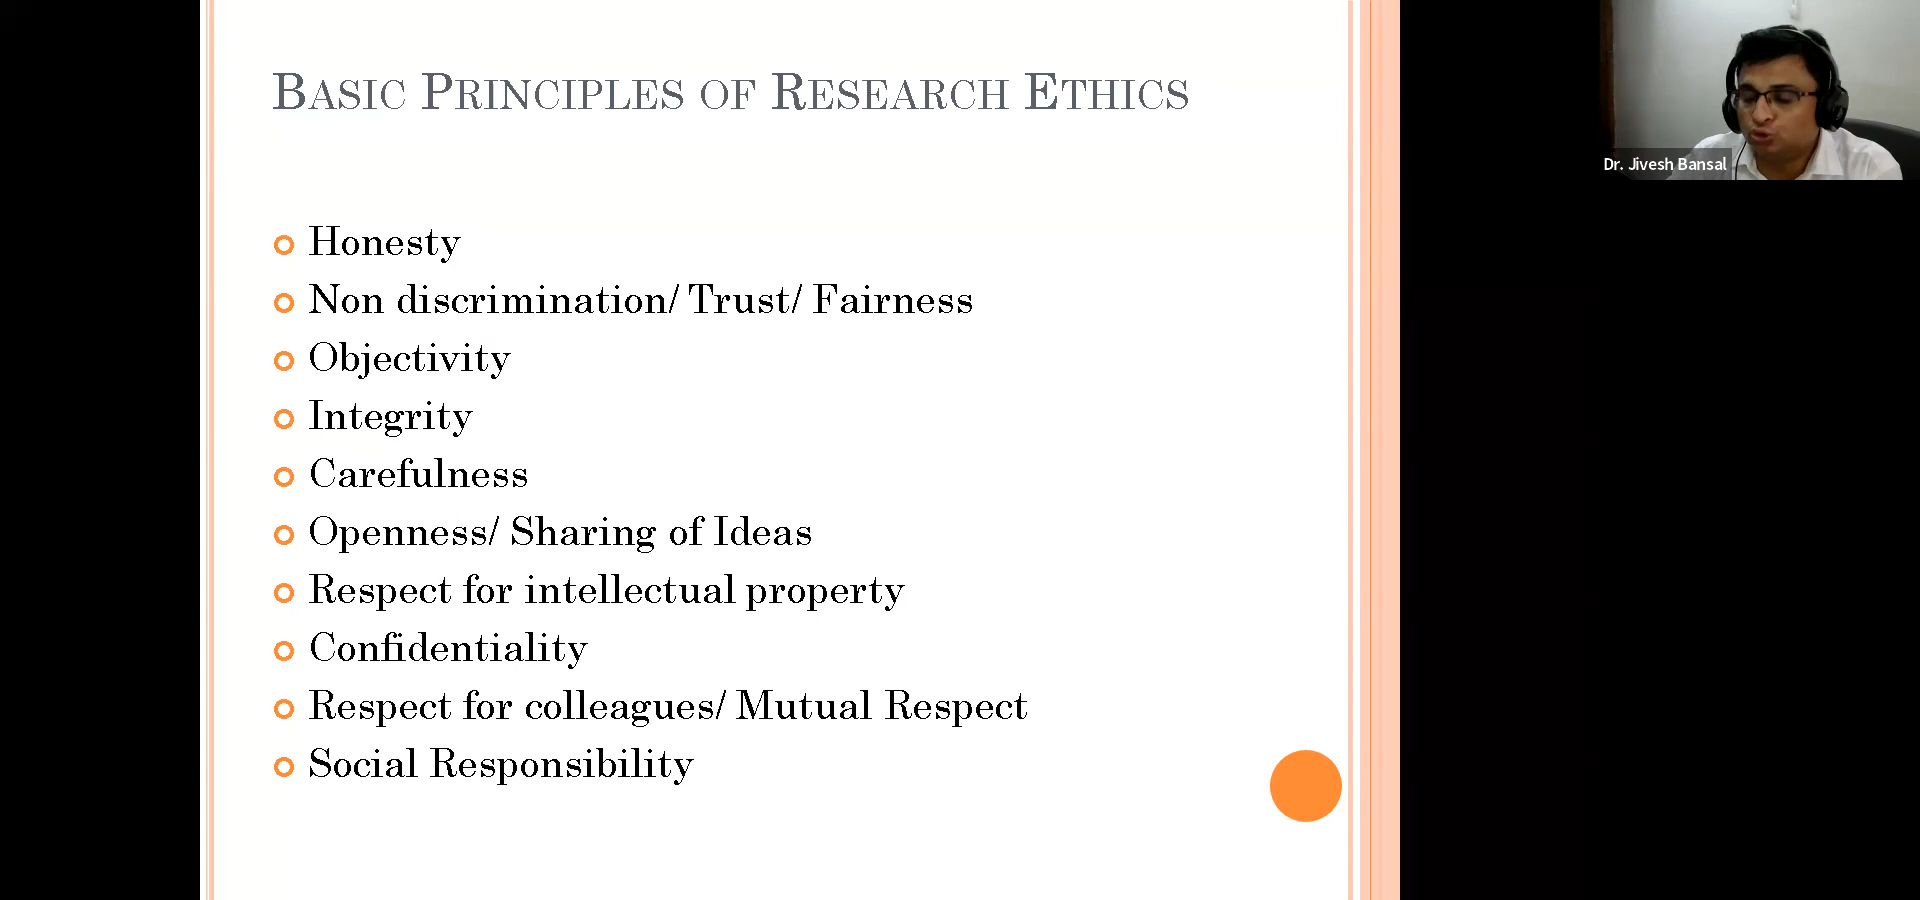 Basic Principles of Research Ethics
Honesty
Non discrimination/ Trust/ Fairness
Objectivity
Integrity
Carefulness
Openness/ Sharing of Ideas
Respect for intellectual property
Confidentiality
Respect for colleagues/ Mutual Respect
Social Responsibility
Dr. Jivesh Bansal